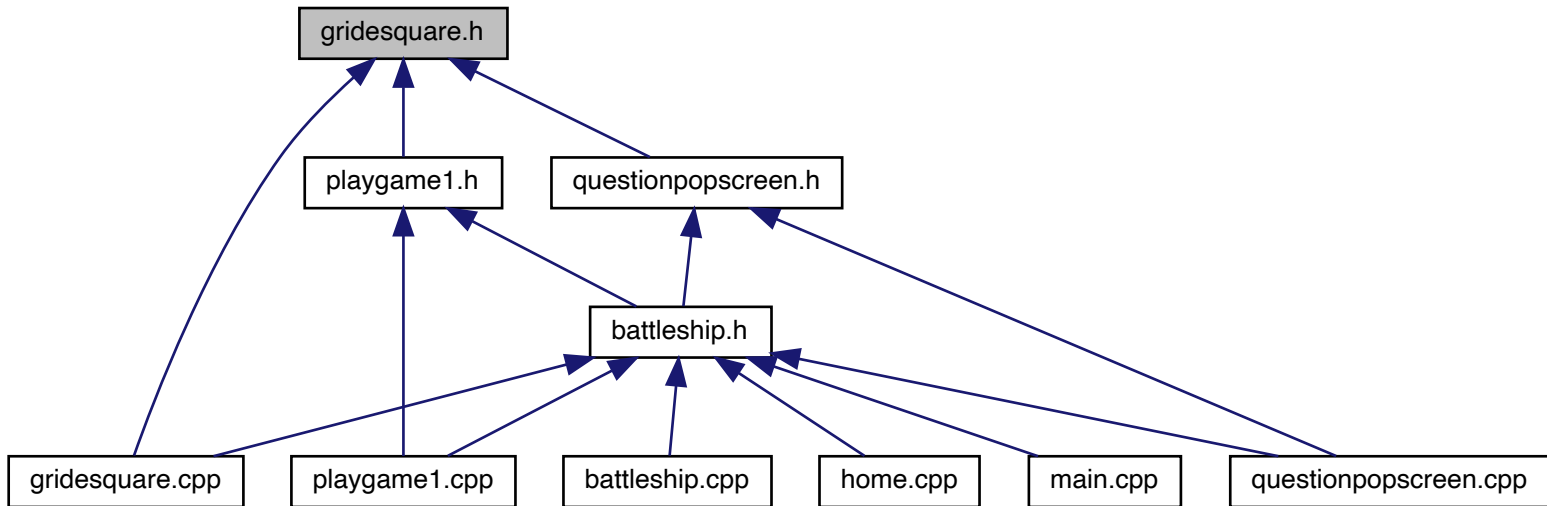 gridesquare.h
playgame1.h
questionpopscreen.h
battleship.h
gridesquare.cpp
playgame1.cpp
battleship.cpp
home.cpp
main.cpp
questionpopscreen.cpp